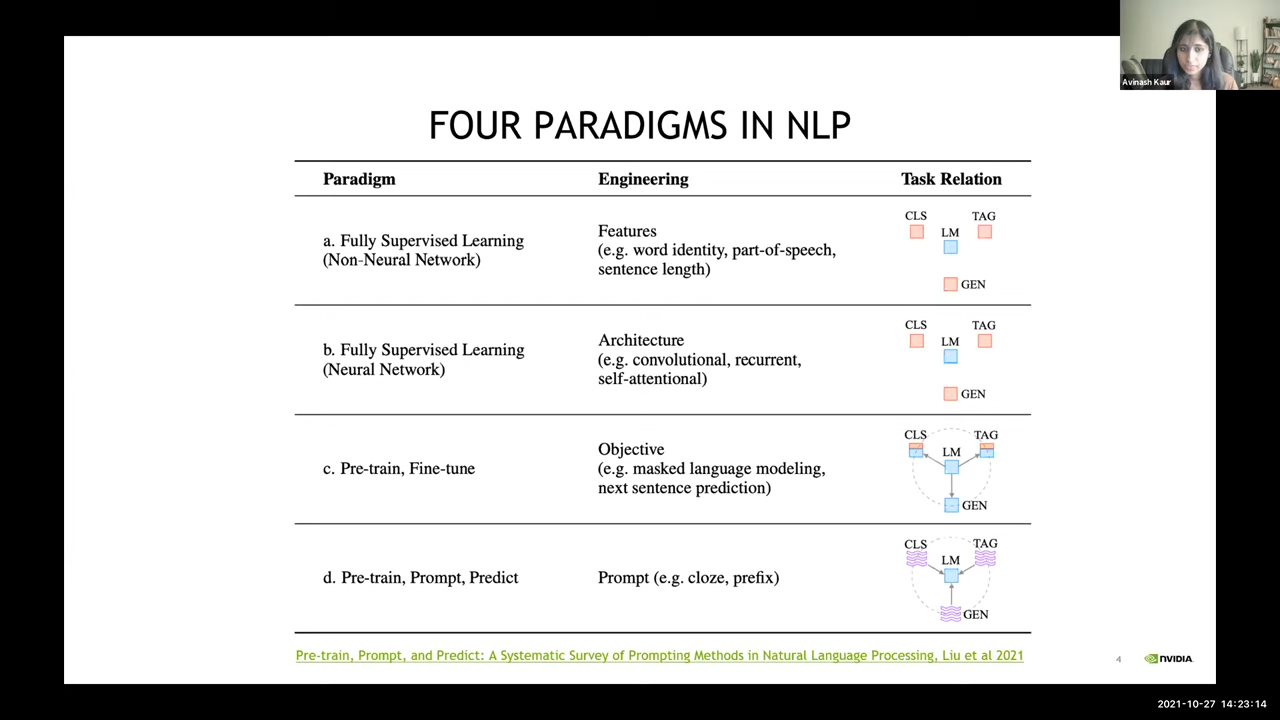 Avinash Kaur
FOUR PARADIGMS IN NLP
Paradigm Engineering Task Relation
a. Fully Supervised Learning
(Non-Neural Network)
Features
(e.g. word identity, part-of-speech,
sentence length)
CLS TAG
LM
GEN
b. Fully Supervised Learning
(Neural Network)
Architecture
(e.g. convolutional, recurrent,
self-attentional)
CLS TAG
LM
GEN
c. Pre-train, Fine-tune
Objective
(e.g. masked language modeling,
next sentence prediction)
CLS TAG
LM
GEN
d. Pre-train, Prompt, Predict
Prompt (e.g. cloze, prefix)
CLS TAG
LM
GEN
Pre-train, Prompt, and Predict: A Systematic Survey of Prompting Methods in Natural Language Processing, Liu et al 2021
4 NVIDIA
2021-10-27 14:23:14